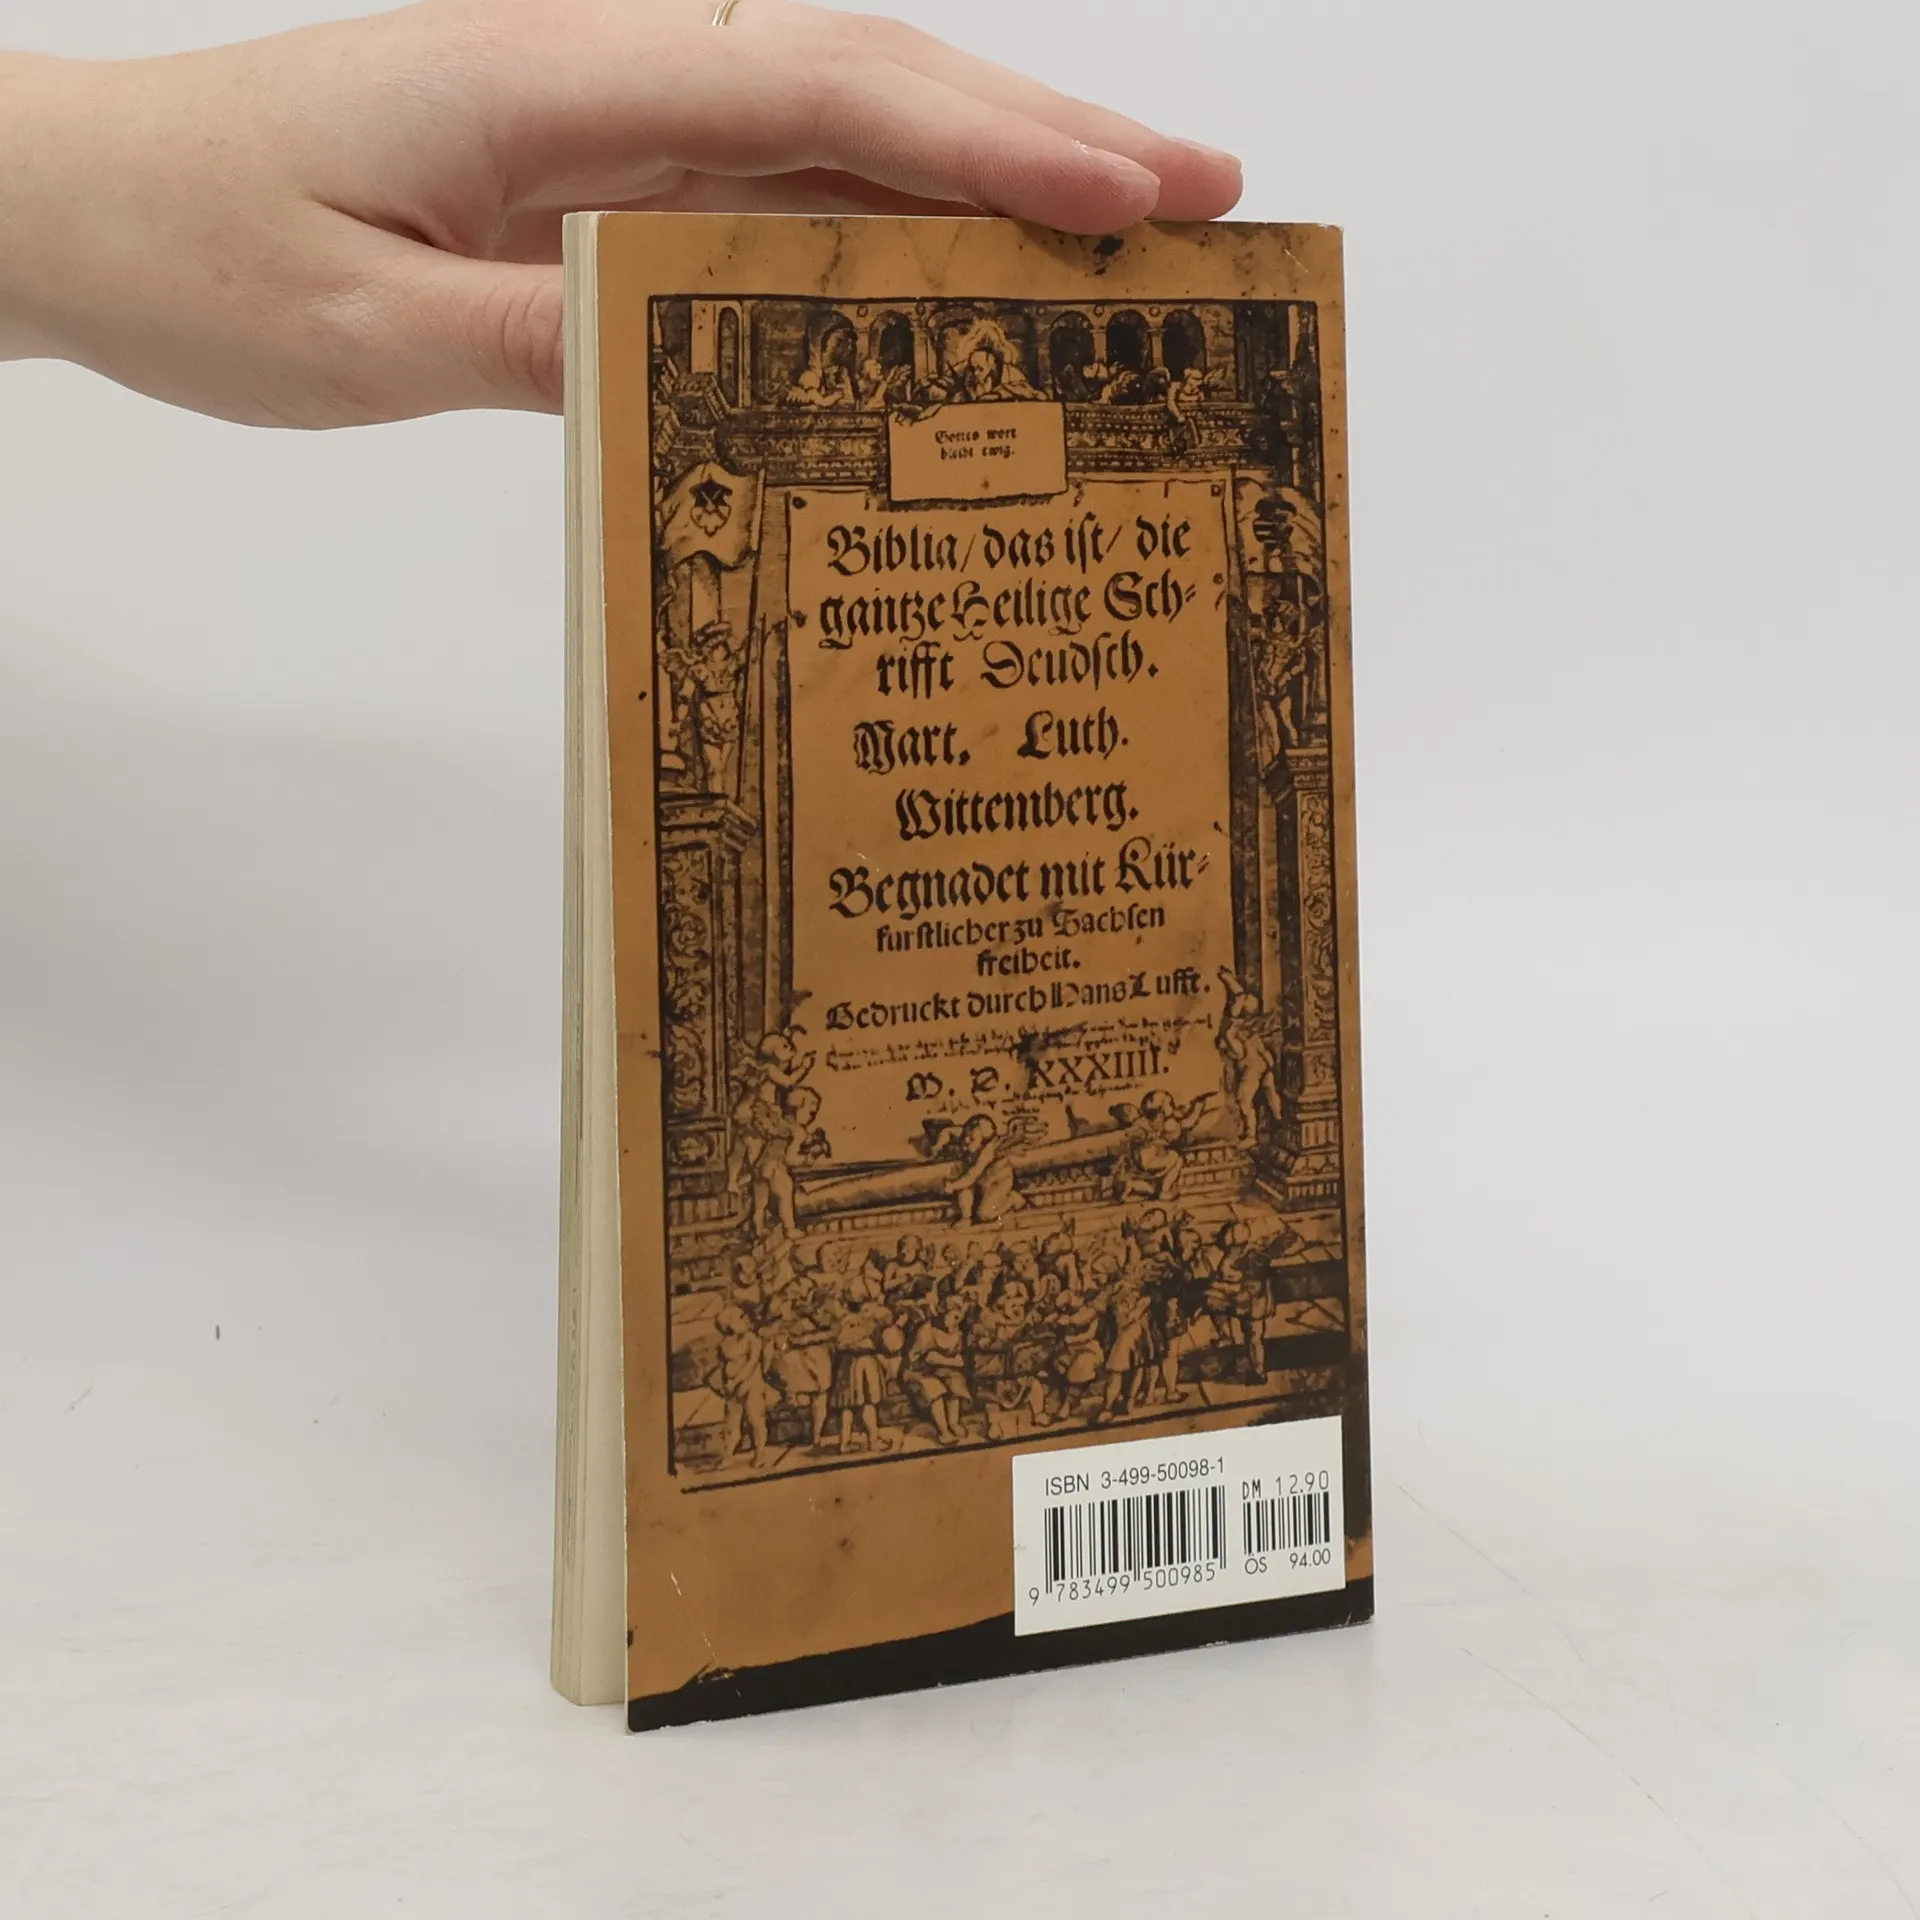 Gottes wort
bleibt ewig.
Biblia/das ist/ die
gantze Heilige Sch-
rifft Deudsch.
Mart. Luth.
Wittemberg.
Begnadet mit Kür-
furstlicher zu Sachsen
freiheit.
Gedruckt durch Hans Lufft.
M. D. XXXIIII.
ISBN 3-499-50098-1
DM 12.90
9 783499 500985
ÖS 94.00